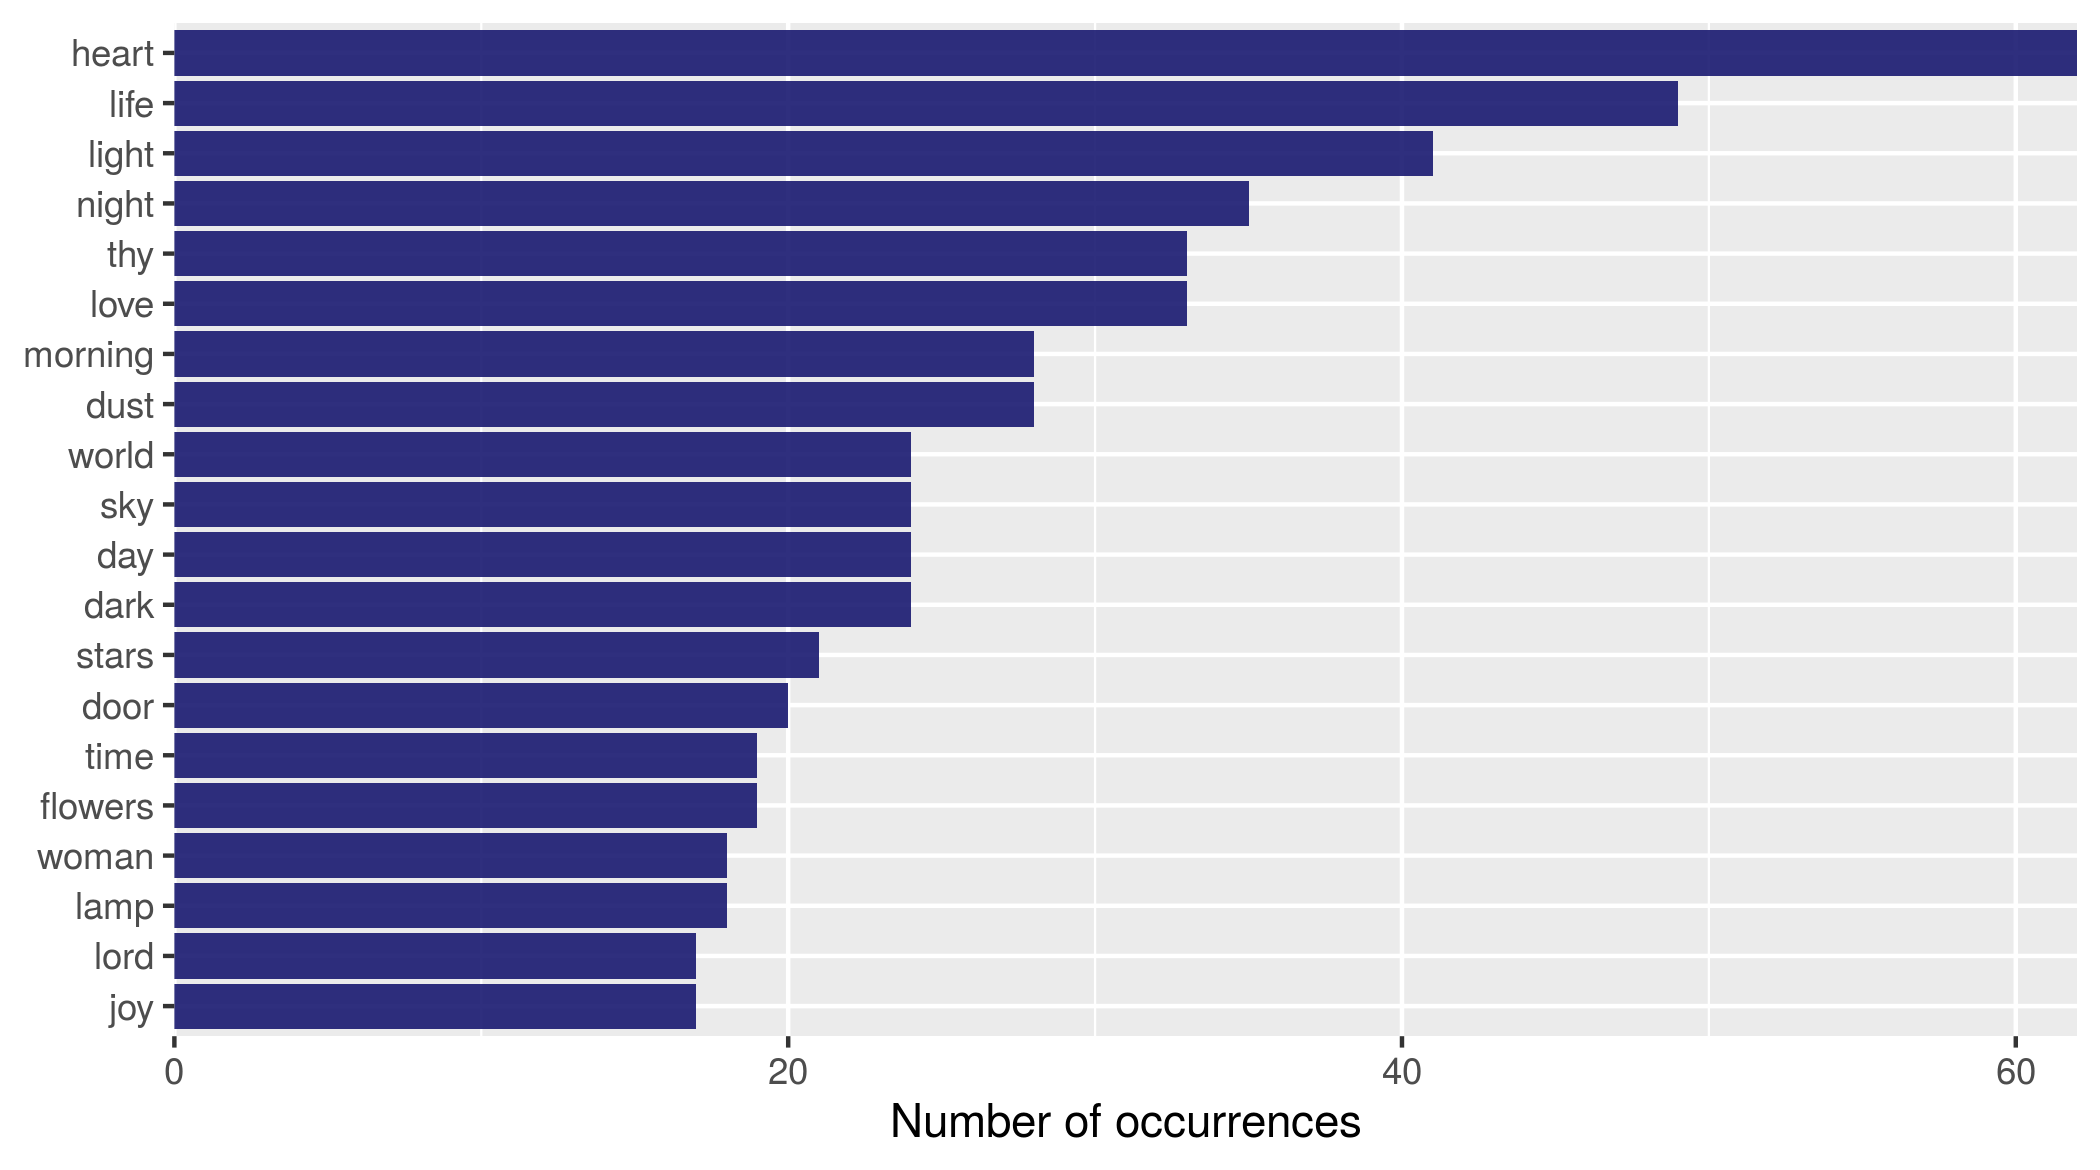 heart
life
light
night
thy
love
morning
dust
world
sky
day
dark
stars
door
time
flowers
woman
lamp
lord
joy
0 20 40 60
Number of occurrences